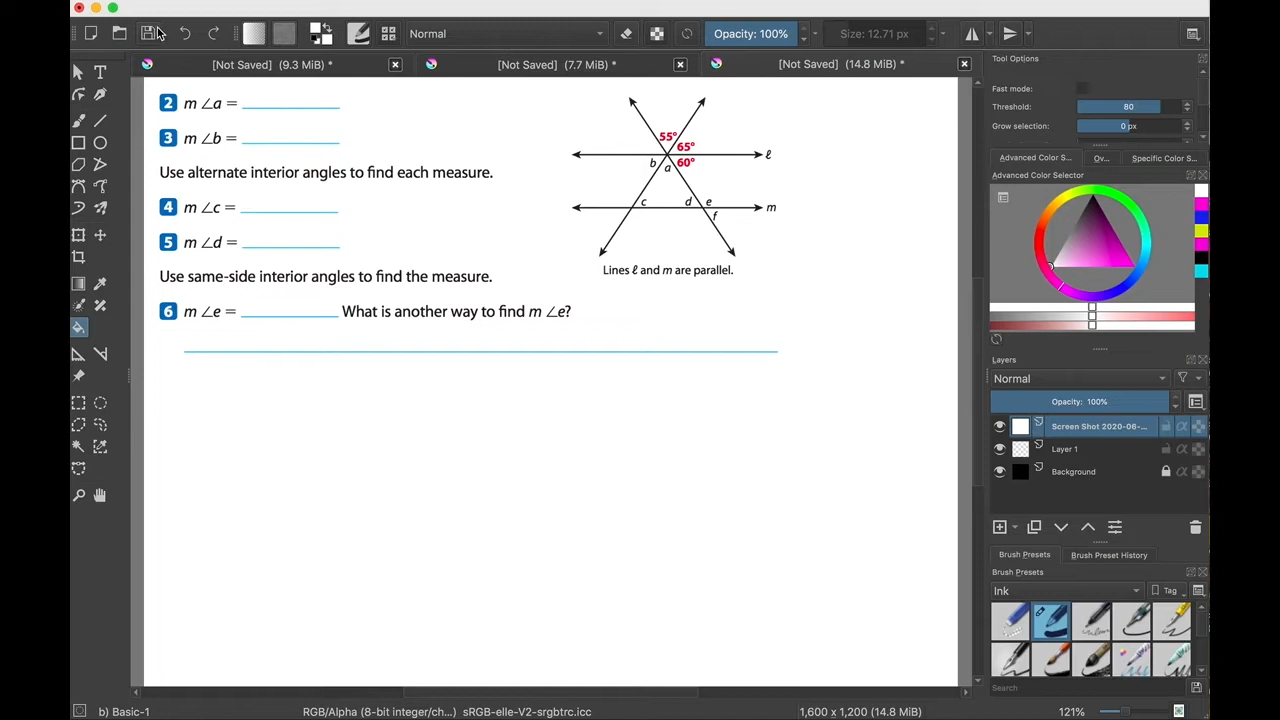 Normal
Opacity: 100%
Size: 12.71 px
[Not Saved] (9.3 MiB) *
[Not Saved] (7.7 MiB) *
[Not Saved] (14.8 MiB) *
2 m ∠a =
3 m ∠b =
Use alternate interior angles to find each measure.
4 m ∠c =
5 m ∠d =
Use same-side interior angles to find the measure.
6 m ∠e = What is another way to find m ∠e?
55°
65°
ℓ
b
60°
a
c
d
e
m
f
Lines ℓ and m are parallel.
Tool Options
Fast mode:
Threshold:
80
Grow selection:
0 px
Advanced Color S...
Ov...
Specific Color S...
Advanced Color Selector
Layers
Normal
Opacity: 100%
Screen Shot 2020-06-...
Layer 1
Background
Brush Presets
Brush Preset History
Brush Presets
Ink
Tag
Search
b) Basic-1
RGB/Alpha (8-bit integer/ch... sRGB-elle-V2-srgbtrc.icc
1,600 x 1,200 (14.8 MiB)
121%